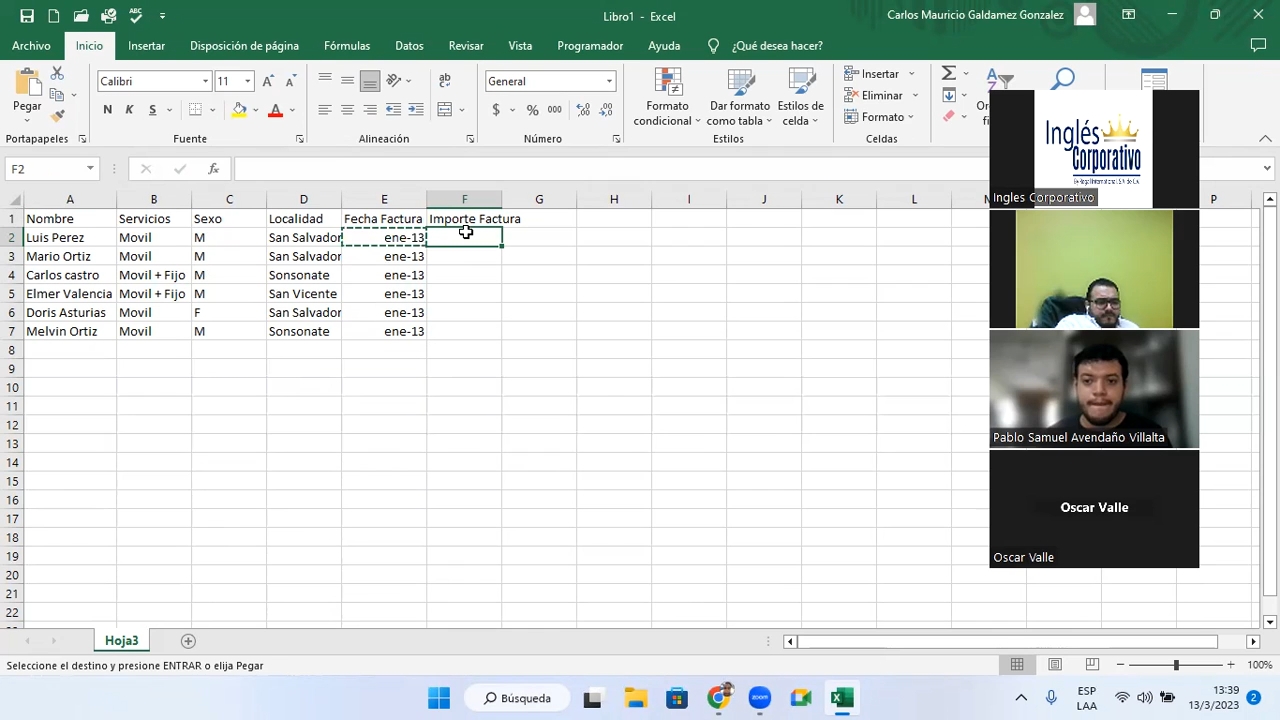 Libro1 - Excel
Carlos Mauricio Galdamez Gonzalez
Archivo Inicio Insertar Disposición de página Fórmulas Datos Revisar Vista Programador Ayuda ¿Qué desea hacer?
Pegar
Calibri 11
N K S
General
Formato condicional
Dar formato como tabla
Estilos de celda
Insertar
Eliminar
Formato
Portapapeles Fuente Alineación Número Estilos Celdas
F2
A B C D E F G H I J K L P
1 Nombre Servicios Sexo Localidad Fecha Factura Importe Factura
2 Luis Perez Movil M San Salvador ene-13
3 Mario Ortiz Movil M San Salvador ene-13
4 Carlos castro Movil + Fijo M Sonsonate ene-13
5 Elmer Valencia Movil + Fijo M San Vicente ene-13
6 Doris Asturias Movil F San Salvador ene-13
7 Melvin Ortiz Movil M Sonsonate ene-13
8
9
10
11
12
13
14
15
16
17
18
19
20
21
22
Inglés Corporativo
Ingles Corporativo
Pablo Samuel Avendaño Villalta
Oscar Valle
Oscar Valle
Hoja3
Seleccione el destino y presione ENTRAR o elija Pegar
100%
Búsqueda
ESP
LAA
13:39
13/3/2023
2